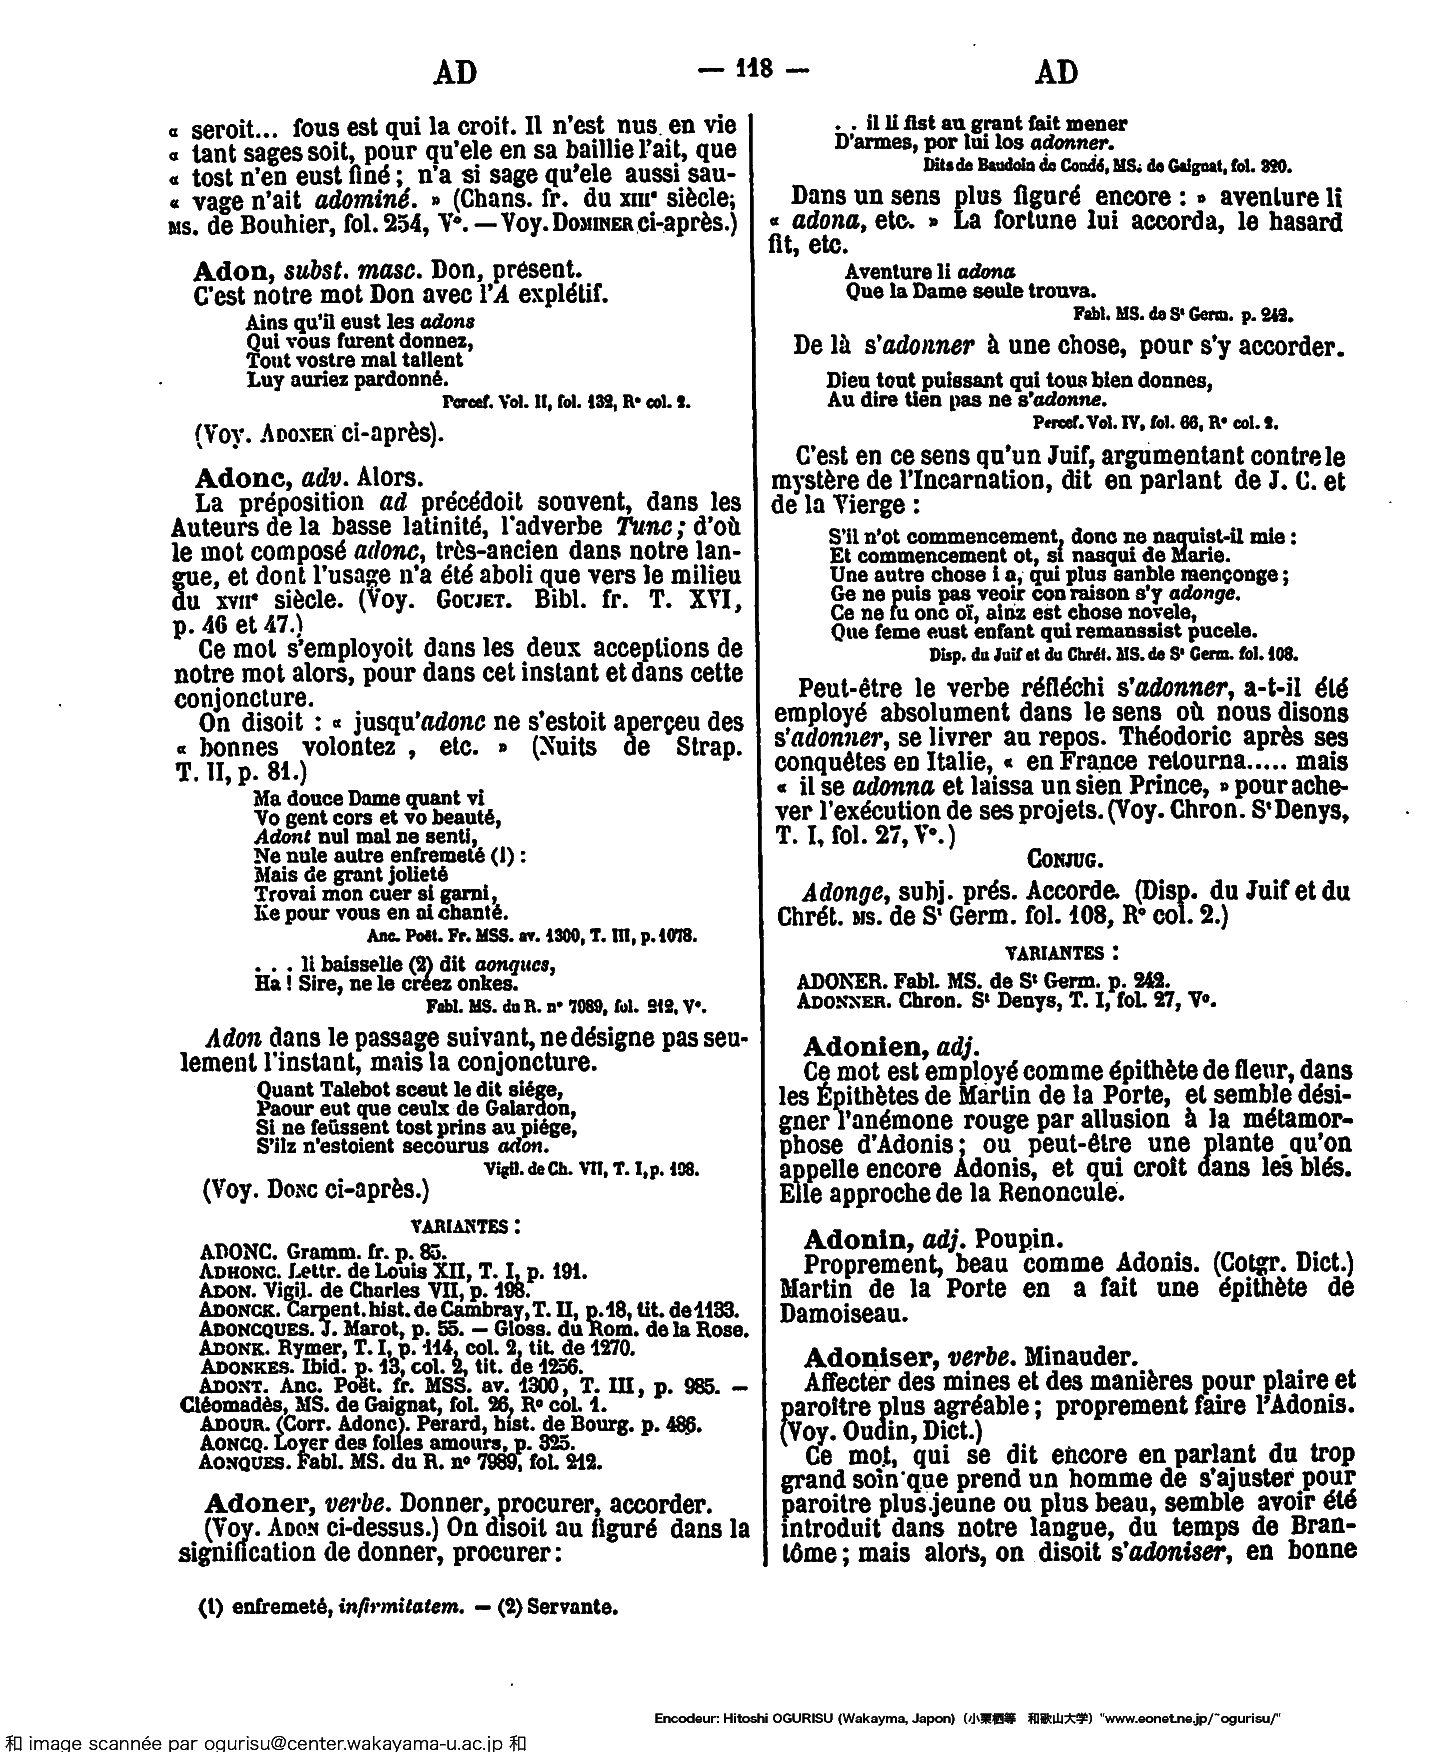 AD — 118 — AD
« seroit... fous est qui la croit. Il n'est nus en vie
« tant sages soit, pour qu'ele en sa baillie l'ait, que
« tost n'en eust finé ; n'a si sage qu'ele aussi sau-
« vage n'ait adominé. » (Chans. fr. du XIIIe siècle;
MS. de Bouhier, fol. 254, V°. — Voy. DOMINER ci-après.)
Adon, subst. masc. Don, présent.
C'est notre mot Don avec l'A explétif.
Ains qu'il eust les adons
Qui vous furent donnez,
Tout vostre mal tallent
Luy auriez pardonné.
Percef. Vol. II, fol. 132, R° col. 2.
(Voy. ADONER ci-après).
Adonc, adv. Alors.
La préposition ad précédoit souvent, dans les
Auteurs de la basse latinité, l'adverbe Tunc ; d'où
le mot composé adonc, très-ancien dans notre lan-
gue, et dont l'usage n'a été aboli que vers le milieu
du XVIIe siècle. (Voy. GOUJET. Bibl. fr. T. XVI,
p. 46 et 47.)
Ce mot s'employoit dans les deux acceptions de
notre mot alors, pour dans cet instant et dans cette
conjoncture.
On disoit : « jusqu'adonc ne s'estoit aperçeu des
« bonnes volontez , etc. » (Nuits de Strap.
T. II, p. 81.)
Ma douce Dame quant vi
Vo gent cors et vo beauté,
Adont nul mal ne senti,
Ne nule autre enfremeté (1) :
Mais de grant jolieté
Trovai mon cuer si garni,
Ke pour vous en ai chanté.
Anc. Poët. Fr. MSS. av. 1300, T. III, p. 1078.
. . . li baisselle (2) dit aonques,
Ha ! Sire, ne le créez onkes.
Fabl. MS. du R. n° 7989, fol. 212, V°.
Adon dans le passage suivant, ne désigne pas seu-
lement l'instant, mais la conjoncture.
Quant Talebot sceut le dit siége,
Paour eut que ceulx de Galardon,
Si ne feüssent tost prins au piége,
S'ilz n'estoient secourus adon.
Vigil. de Ch. VII, T. I, p. 198.
(Voy. DONC ci-après.)
VARIANTES :
ADONC. Gramm. fr. p. 85.
ADHONC. Lettr. de Louis XII, T. I, p. 191.
ADON. Vigil. de Charles VII, p. 198.
ADONCK. Carpent. hist. de Cambray, T. II, p. 18, tit. de 1133.
ADONCQUES. J. Marot, p. 55. — Gloss. du Rom. de la Rose.
ADONK. Rymer, T. I, p. 114, col. 2, tit. de 1270.
ADONKES. Ibid. p. 13, col. 2, tit. de 1256.
ADONT. Anc. Poët. fr. MSS. av. 1300, T. III, p. 985. —
Cléomadès, MS. de Gaignat, fol. 26, R° col. 1.
ADOUR. (Corr. Adonc). Perard, hist. de Bourg. p. 486.
AONCQ. Loyer des folles amours, p. 325.
AONQUES. Fabl. MS. du R. n° 7989, fol. 212.
Adoner, verbe. Donner, procurer, accorder.
(Voy. ADON ci-dessus.) On disoit au figuré dans la
signification de donner, procurer :
(1) enfremeté, infirmitatem. — (2) Servante.
. . il li fist au grant fait mener
D'armes, por lui los adonner.
Dits de Baudoin de Condé, MS. de Gaignat, fol. 320.
Dans un sens plus figuré encore : » aventure li
« adona, etc. » La fortune lui accorda, le hasard
fit, etc.
Aventure li adona
Que la Dame seule trouva.
Fabl. MS. de St Germ. p. 242.
De là s'adonner à une chose, pour s'y accorder.
Dieu tout puissant qui tous bien donnes,
Au dire tien pas ne s'adonne.
Percef. Vol. IV, fol. 66, R° col. 2.
C'est en ce sens qu'un Juif, argumentant contre le
mystère de l'Incarnation, dit en parlant de J. C. et
de la Vierge :
S'il n'ot commencement, donc ne naquist-il mie :
Et commencement ot, si nasqui de Marie.
Une autre chose i a, qui plus sanble mençonge ;
Ge ne puis pas veoir con raison s'y adonge.
Ce ne fu onc oï, ainz est chose novele,
Que feme eust enfant qui remanssist pucele.
Disp. du Juif et du Chrét. MS. de St Germ. fol. 108.
Peut-être le verbe réfléchi s'adonner, a-t-il été
employé absolument dans le sens où nous disons
s'adonner, se livrer au repos. Théodoric après ses
conquêtes en Italie, « en France retourna..... mais
« il se adonna et laissa un sien Prince, » pour ache-
ver l'exécution de ses projets. (Voy. Chron. St Denys,
T. I, fol. 27, V°.)
CONJUG.
Adonge, subj. prés. Accorde. (Disp. du Juif et du
Chrét. MS. de St Germ. fol. 108, R° col. 2.)
VARIANTES :
ADONER. Fabl. MS. de St Germ. p. 242.
ADONNER. Chron. St Denys, T. I, fol. 27, V°.
Adonien, adj.
Ce mot est employé comme épithète de fleur, dans
les Épithètes de Martin de la Porte, et semble dési-
gner l'anémone rouge par allusion à la métamor-
phose d'Adonis ; ou peut-être une plante qu'on
appelle encore Adonis, et qui croît dans les blés.
Elle approche de la Renoncule.
Adonin, adj. Poupin.
Proprement, beau comme Adonis. (Cotgr. Dict.)
Martin de la Porte en a fait une épithète de
Damoiseau.
Adoniser, verbe. Minauder.
Affecter des mines et des manières pour plaire et
paroître plus agréable ; proprement faire l'Adonis.
(Voy. Oudin, Dict.)
Ce mot, qui se dit encore en parlant du trop
grand soin que prend un homme de s'ajuster pour
paroitre plus jeune ou plus beau, semble avoir été
introduit dans notre langue, du temps de Bran-
tôme ; mais alors, on disoit s'adoniser, en bonne
Encodeur: Hitoshi OGURISU (Wakayma, Japon) (小栗栖等 和歌山大学) "www.eonet.ne.jp/~ogurisu/"
和 image scannée par ogurisu@center.wakayama-u.ac.jp 和